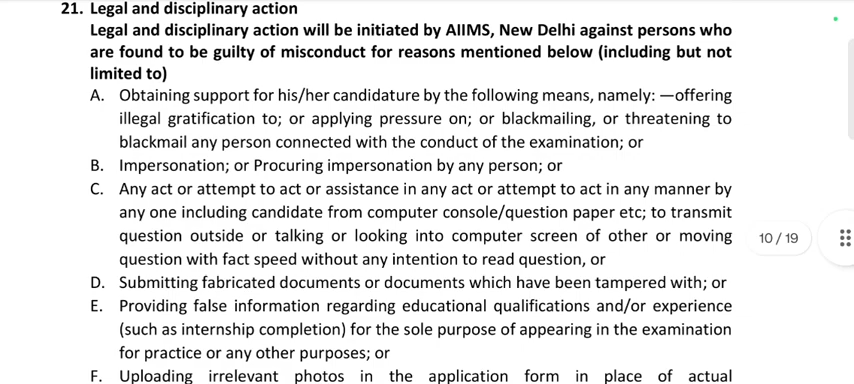 21. Legal and disciplinary action
Legal and disciplinary action will be initiated by AIIMS, New Delhi against persons who
are found to be guilty of misconduct for reasons mentioned below (including but not
limited to)
A. Obtaining support for his/her candidature by the following means, namely: —offering
illegal gratification to; or applying pressure on; or blackmailing, or threatening to
blackmail any person connected with the conduct of the examination; or
B. Impersonation; or Procuring impersonation by any person; or
C. Any act or attempt to act or assistance in any act or attempt to act in any manner by
any one including candidate from computer console/question paper etc; to transmit
question outside or talking or looking into computer screen of other or moving
question with fact speed without any intention to read question, or
10 / 19
D. Submitting fabricated documents or documents which have been tampered with; or
E. Providing false information regarding educational qualifications and/or experience
(such as internship completion) for the sole purpose of appearing in the examination
for practice or any other purposes; or
F. Uploading irrelevant photos in the application form in place of actual